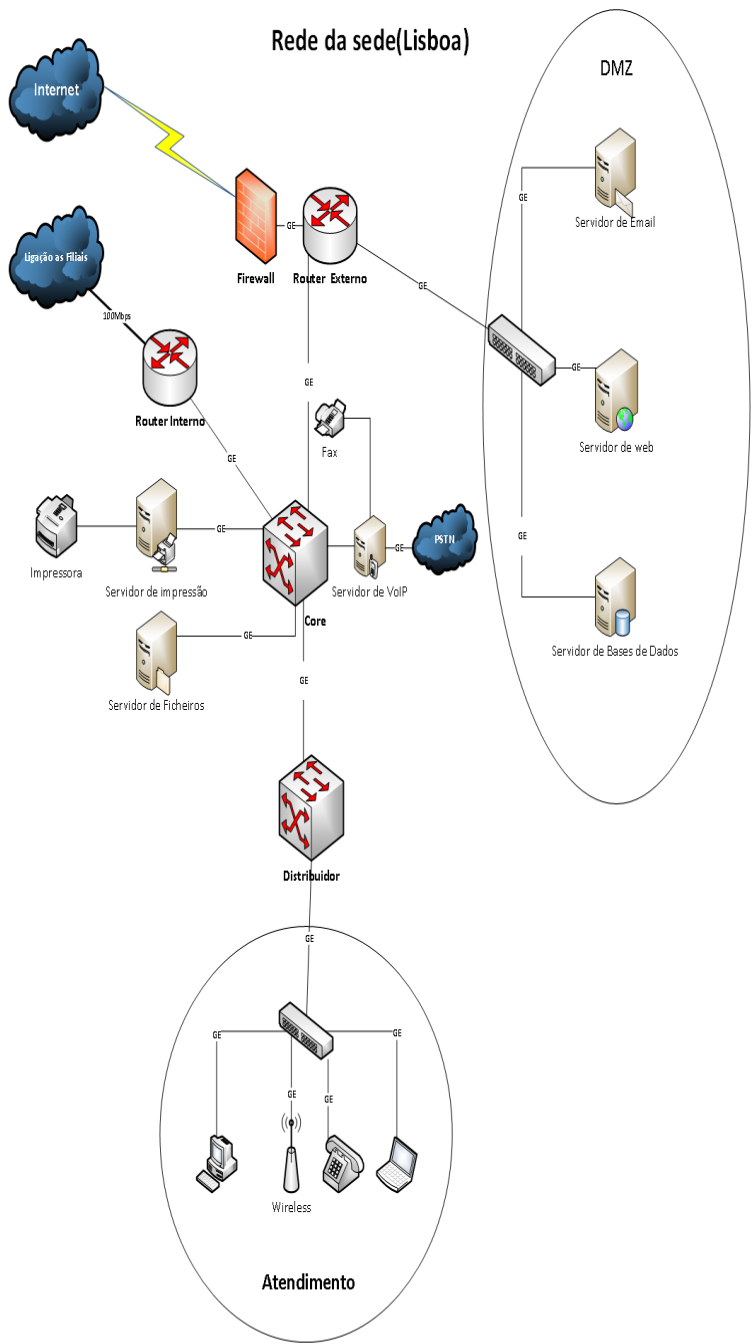 Rede da sede(Lisboa)
DMZ
Internet
GE
Servidor de Email
GE
Ligação as Filiais
Firewall
Router Externo
GE
100Mbps
GE
Servidor de web
GE
Router Interno
Fax
GE
GE
Impressora
Servidor de impressão
GE
Core
Servidor de VoIP
GE
PSTN
GE
Servidor de Bases de Dados
GE
Servidor de Ficheiros
GE
Distribuidor
GE
GE
GE
GE
GE
Wireless
Atendimento